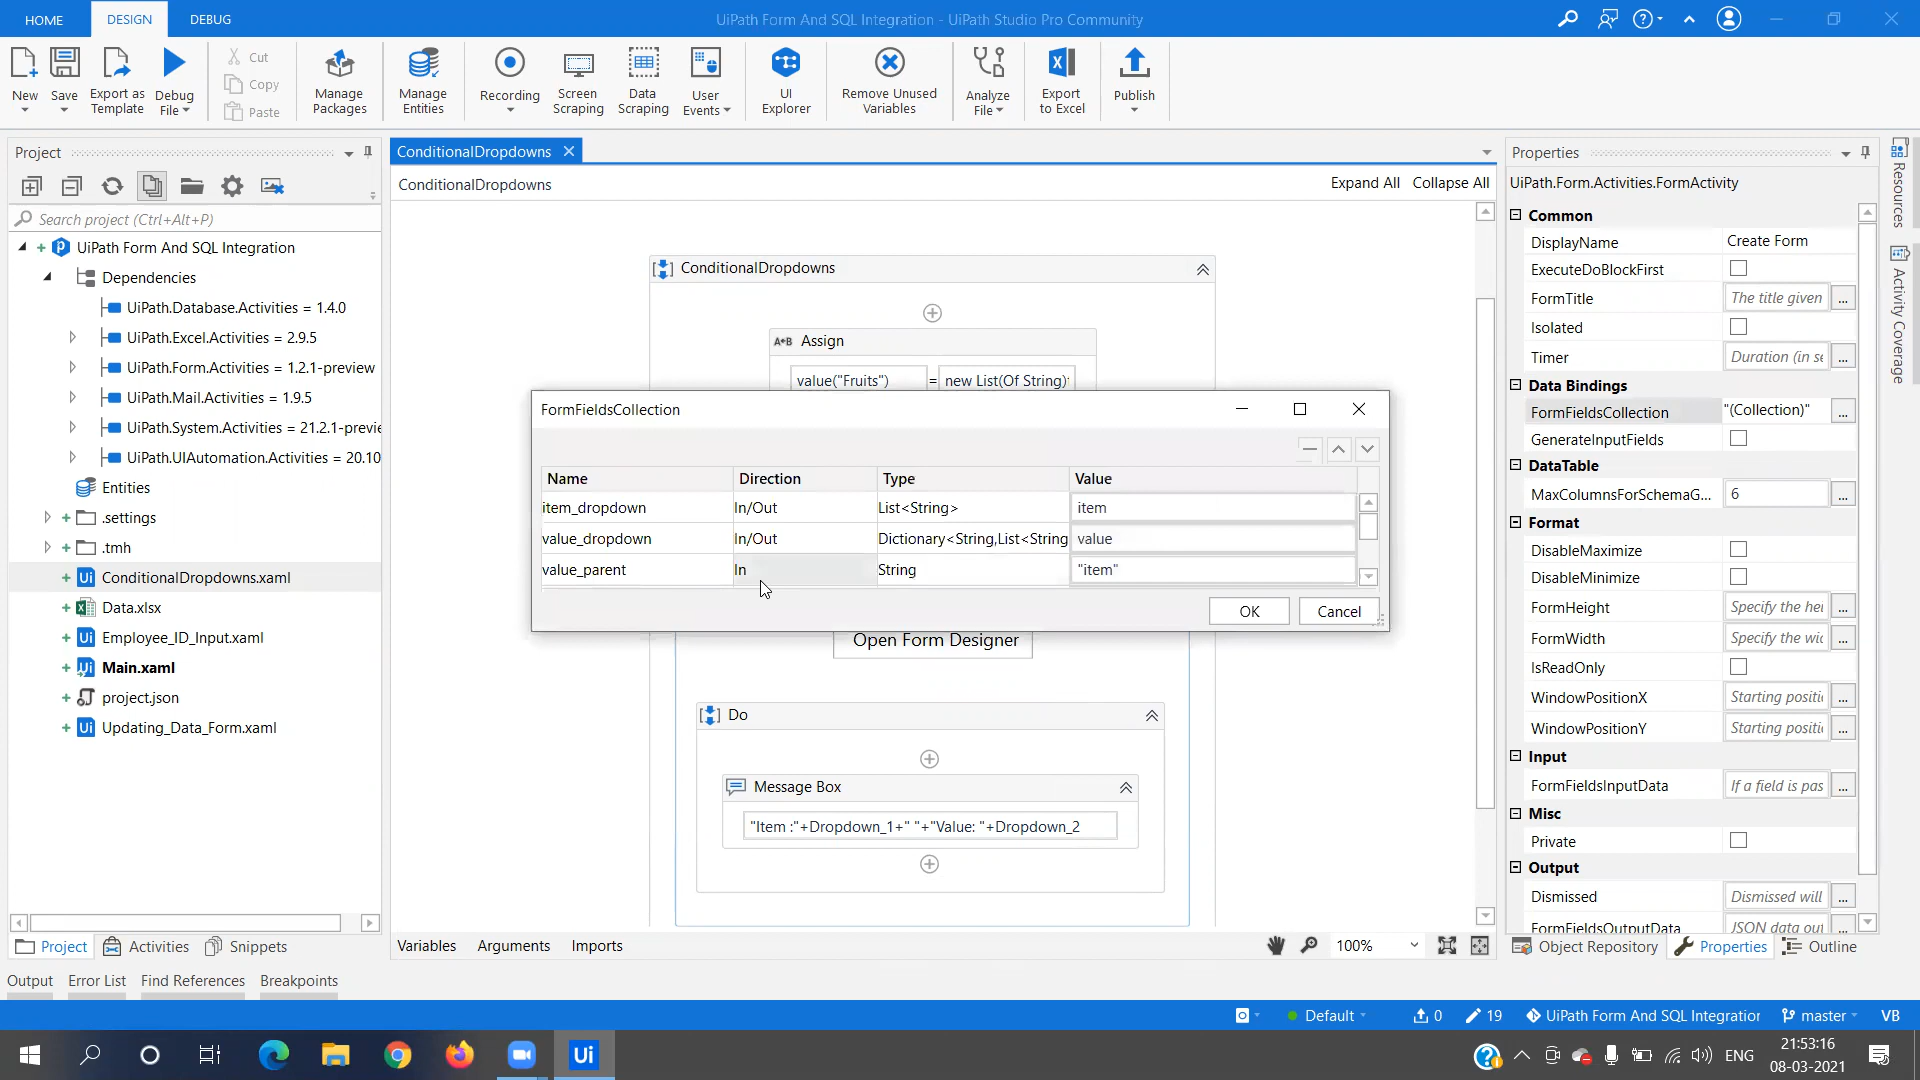 HOME
DESIGN
DEBUG
UiPath Form And SQL Integration - UiPath Studio Pro Community
New
Save
Export as
Template
Debug
File
Cut
Copy
Paste
Manage
Packages
Manage
Entities
Recording
Screen
Scraping
Data
Scraping
User
Events
UI
Explorer
Remove Unused
Variables
Analyze
File
Export
to Excel
Publish
Project
Search project (Ctrl+Alt+P)
UiPath Form And SQL Integration
Dependencies
UiPath.Database.Activities = 1.4.0
UiPath.Excel.Activities = 2.9.5
UiPath.Form.Activities = 1.2.1-preview
UiPath.Mail.Activities = 1.9.5
UiPath.System.Activities = 21.2.1-previe
UiPath.UIAutomation.Activities = 20.10
Entities
.settings
.tmh
ConditionalDropdowns.xaml
Data.xlsx
Employee_ID_Input.xaml
Main.xaml
project.json
Updating_Data_Form.xaml
Project
Activities
Snippets
ConditionalDropdowns
ConditionalDropdowns
Expand All
Collapse All
ConditionalDropdowns
A*B Assign
value("Fruits")
=
new List(Of String)
FormFieldsCollection
Name
Direction
Type
Value
item_dropdown
In/Out
List<String>
item
value_dropdown
In/Out
Dictionary<String,List<String
value
value_parent
In
String
"item"
OK
Cancel
Open Form Designer
Do
Message Box
"Item :"+Dropdown_1+" "+"Value: "+Dropdown_2
Variables
Arguments
Imports
100%
Properties
UiPath.Form.Activities.FormActivity
Common
DisplayName
Create Form
ExecuteDoBlockFirst
FormTitle
The title given
...
Isolated
Timer
Duration (in se
...
Data Bindings
FormFieldsCollection
"(Collection)"
...
GenerateInputFields
DataTable
MaxColumnsForSchemaG...
6
...
Format
DisableMaximize
DisableMinimize
FormHeight
Specify the hei
...
FormWidth
Specify the wid
...
IsReadOnly
WindowPositionX
Starting positi
...
WindowPositionY
Starting positi
...
Input
FormFieldsInputData
If a field is pas
...
Misc
Private
Output
Dismissed
Dismissed will
...
FormFieldsOutputData
JSON data out
Object Repository
Properties
Outline
Resources
Activity Coverage
Output
Error List
Find References
Breakpoints
Default
0
19
UiPath Form And SQL Integration
master
VB
Ui
ENG
21:53:16
08-03-2021